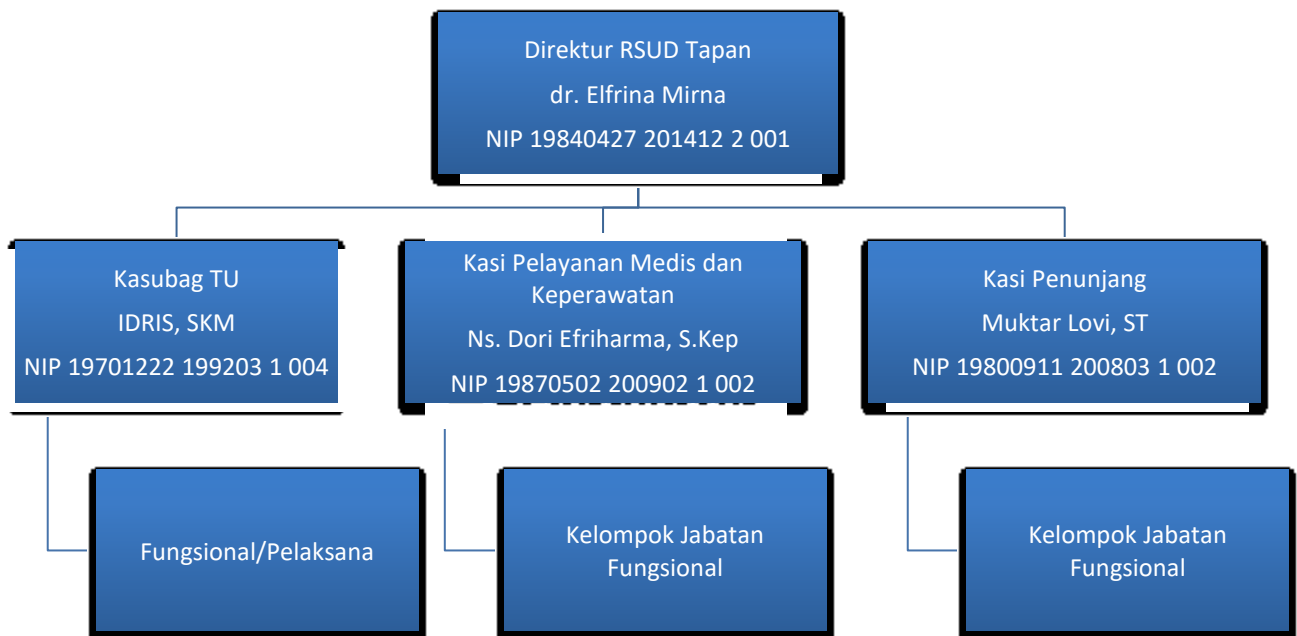 Direktur RSUD Tapan
dr. Elfrina Mirna
NIP 19840427 201412 2 001
Kasubag TU
IDRIS, SKM
NIP 19701222 199203 1 004
Kasi Pelayanan Medis dan
Keperawatan
Ns. Dori Efriharma, S.Kep
NIP 19870502 200902 1 002
Kasi Penunjang
Muktar Lovi, ST
NIP 19800911 200803 1 002
Fungsional/Pelaksana
Kelompok Jabatan
Fungsional
Kelompok Jabatan
Fungsional